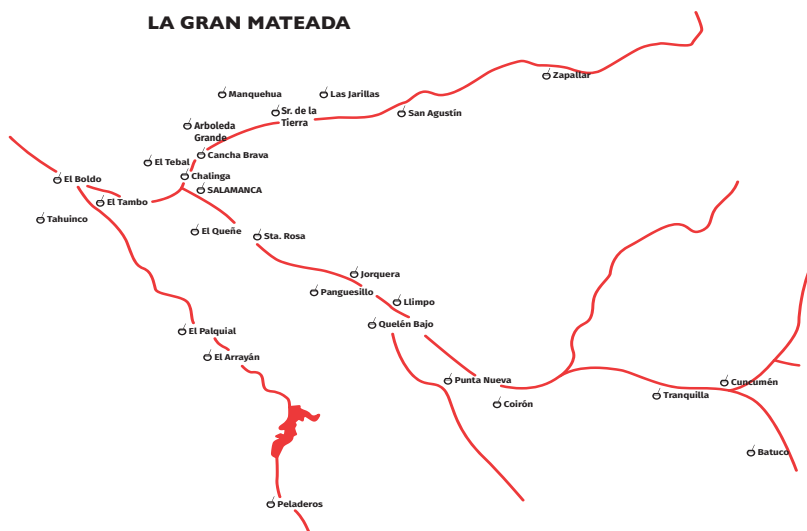 LA GRAN MATEADA
Zapallar
Manquehua
Las Jarillas
Sr. de la
Tierra
San Agustín
Arboleda
Grande
Cancha Brava
El Tebal
Chalinga
El Boldo
SALAMANCA
El Tambo
Tahuinco
El Queñe
Sta. Rosa
Jorquera
Panguesillo
Llimpo
Quelén Bajo
El Palquial
El Arrayán
Punta Nueva
Cuncumén
Tranquilla
Coirón
Batuco
Peladeros